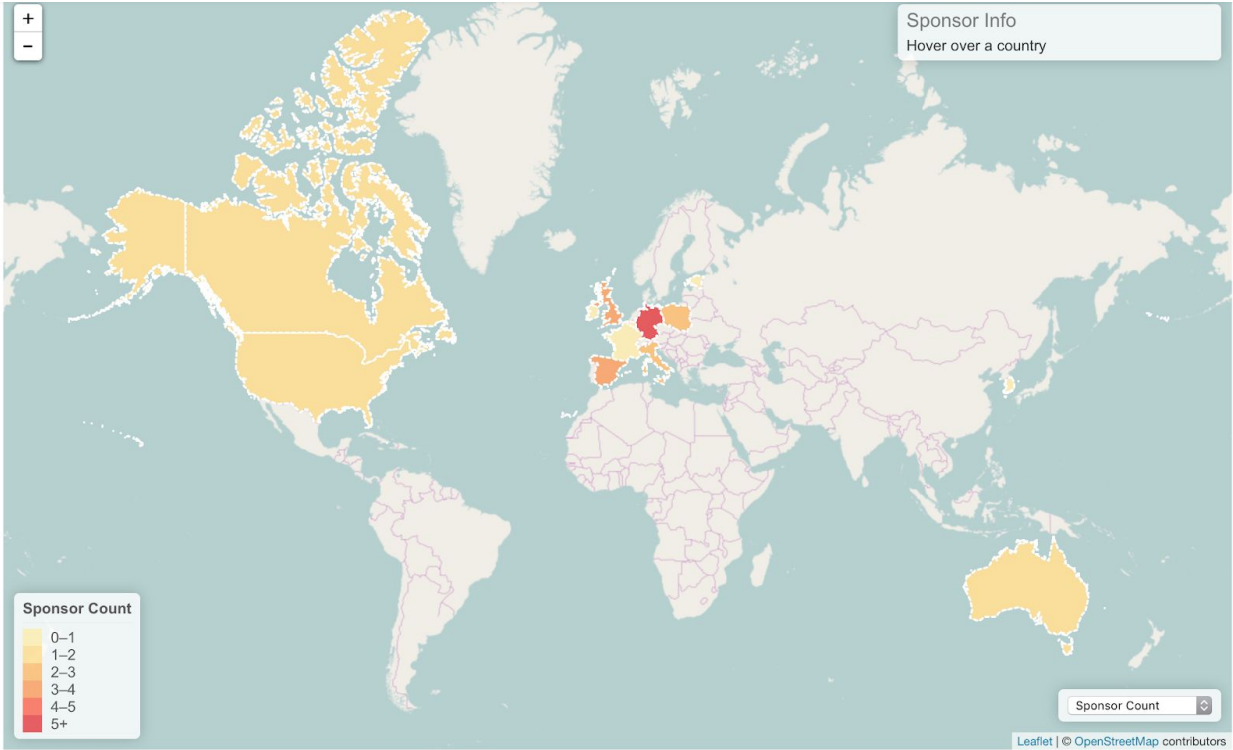 +
−
Sponsor Info
Hover over a country
Sponsor Count
0–1
1–2
2–3
3–4
4–5
5+
Sponsor Count
Leaflet | © OpenStreetMap contributors